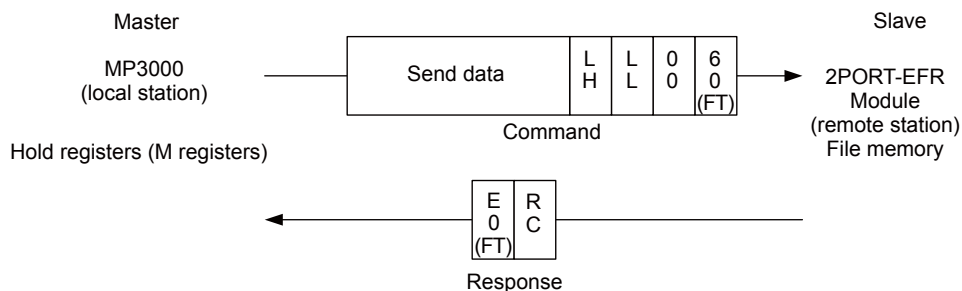 Master
Slave
MP3000
(local station)
Send data
L H
L L
0 0
6 0 (FT)
2PORT-EFR
Module
(remote station)
File memory
Command
Hold registers (M registers)
E 0 (FT)
R C
Response